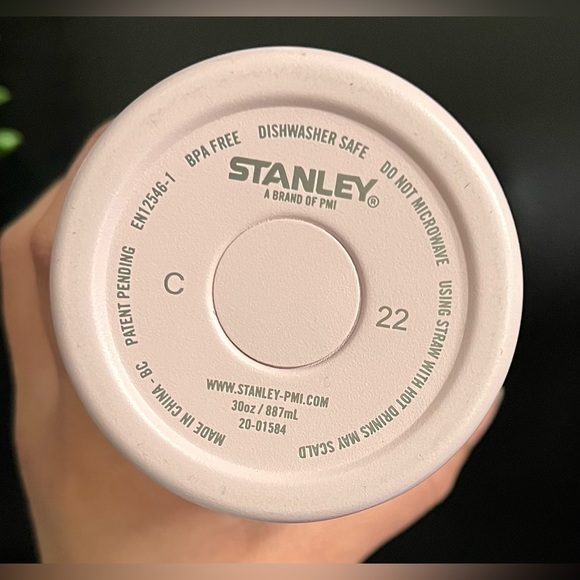 STANLEY®
A BRAND OF PMI
C
22
WWW.STANLEY-PMI.COM
30oz / 887mL
20-01584
MADE IN CHINA - BC PATENT PENDING EN12546-1 BPA FREE DISHWASHER SAFE DO NOT MICROWAVE USING STRAW WITH HOT DRINKS MAY SCALD